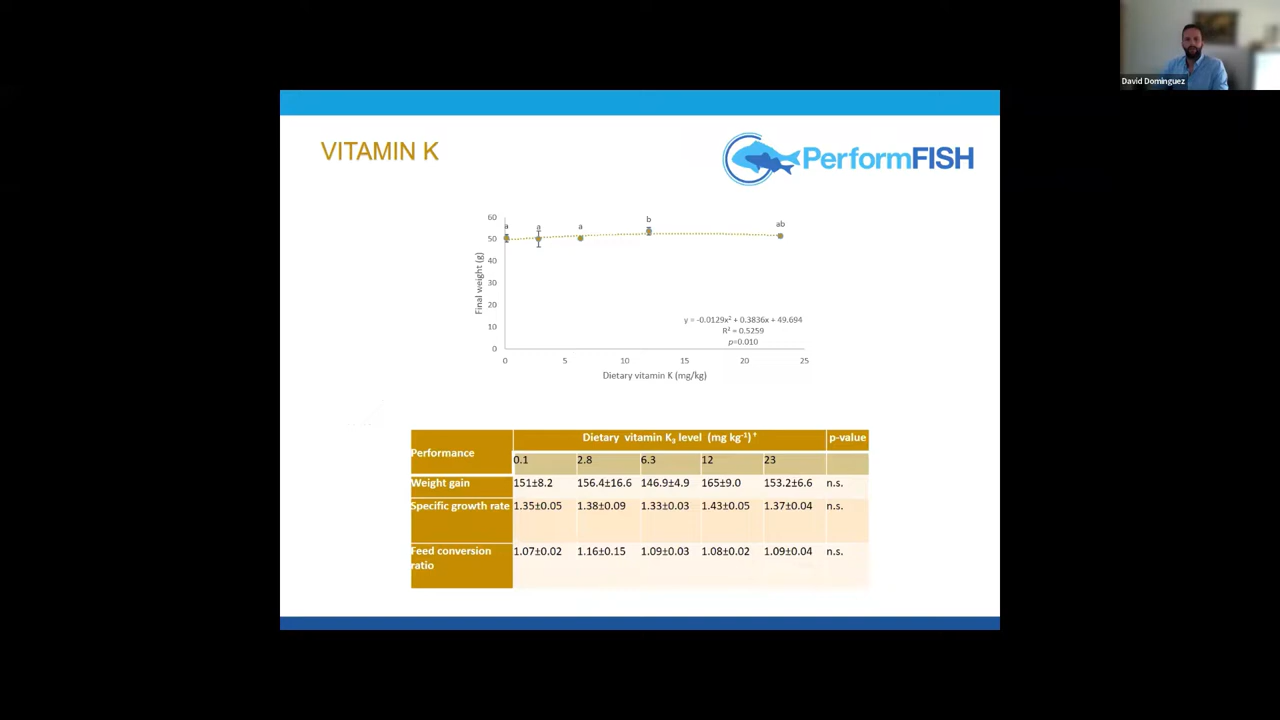 David Dominguez
VITAMIN K
PerformFISH
60
50
40
30
20
10
0
Final weight (g)
a
a
a
b
ab
y = -0.0129x² + 0.3836x + 49.694
R² = 0.5259
p=0.010
0 5 10 15 20 25
Dietary vitamin K (mg/kg)
Performance Dietary vitamin K₃ level (mg kg⁻¹)⁺ p-value
0.1 2.8 6.3 12 23
Weight gain 151±8.2 156.4±16.6 146.9±4.9 165±9.0 153.2±6.6 n.s.
Specific growth rate 1.35±0.05 1.38±0.09 1.33±0.03 1.43±0.05 1.37±0.04 n.s.
Feed conversion 1.07±0.02 1.16±0.15 1.09±0.03 1.08±0.02 1.09±0.04 n.s.
ratio